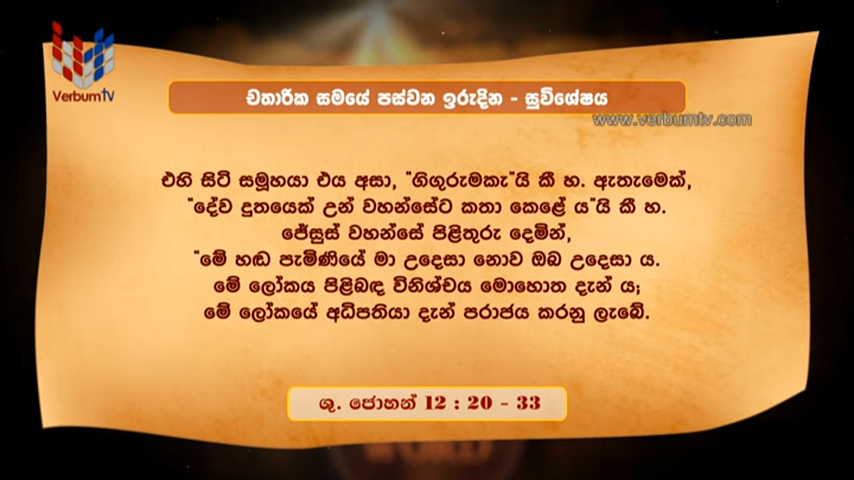 VerbumTV
චතාරික සමයේ පස්වන ඉරුදින - සුවිශේෂය
www.verbumtv.com
එහි සිටි සමූහයා එය අසා, "ගිගුරුමකැ"යි කී හ. ඇතැමෙක්,
"දේව දූතයෙක් උන් වහන්සේට කතා කෙළේ ය"යි කී හ.
ජේසුස් වහන්සේ පිළිතුරු දෙමින්,
"මේ හඬ පැමිණියේ මා උදෙසා නොව ඔබ උදෙසා ය.
මේ ලෝකය පිළිබඳ විනිශ්චය මොහොත දැන් ය;
මේ ලෝකයේ අධිපතියා දැන් පරාජය කරනු ලැබේ.
ශු. ජොහන් 12 : 20 - 33